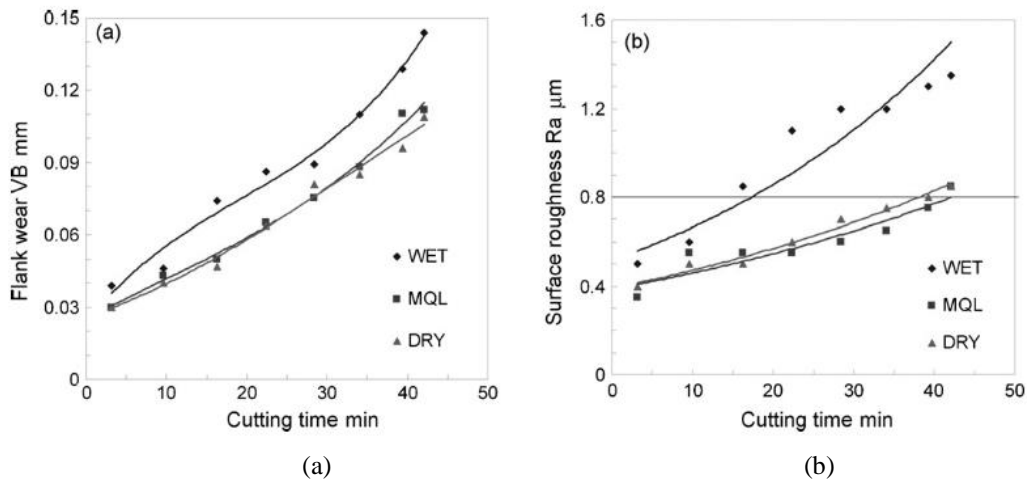 (a)
0.15
0.12
0.09
0.06
0.03
0
Flank wear VB mm
WET
MQL
DRY
0 10 20 30 40 50
Cutting time min
(a)
(b)
1.6
1.2
0.8
0.4
0
Surface roughness Ra μm
WET
MQL
DRY
0 10 20 30 40 50
Cutting time min
(b)